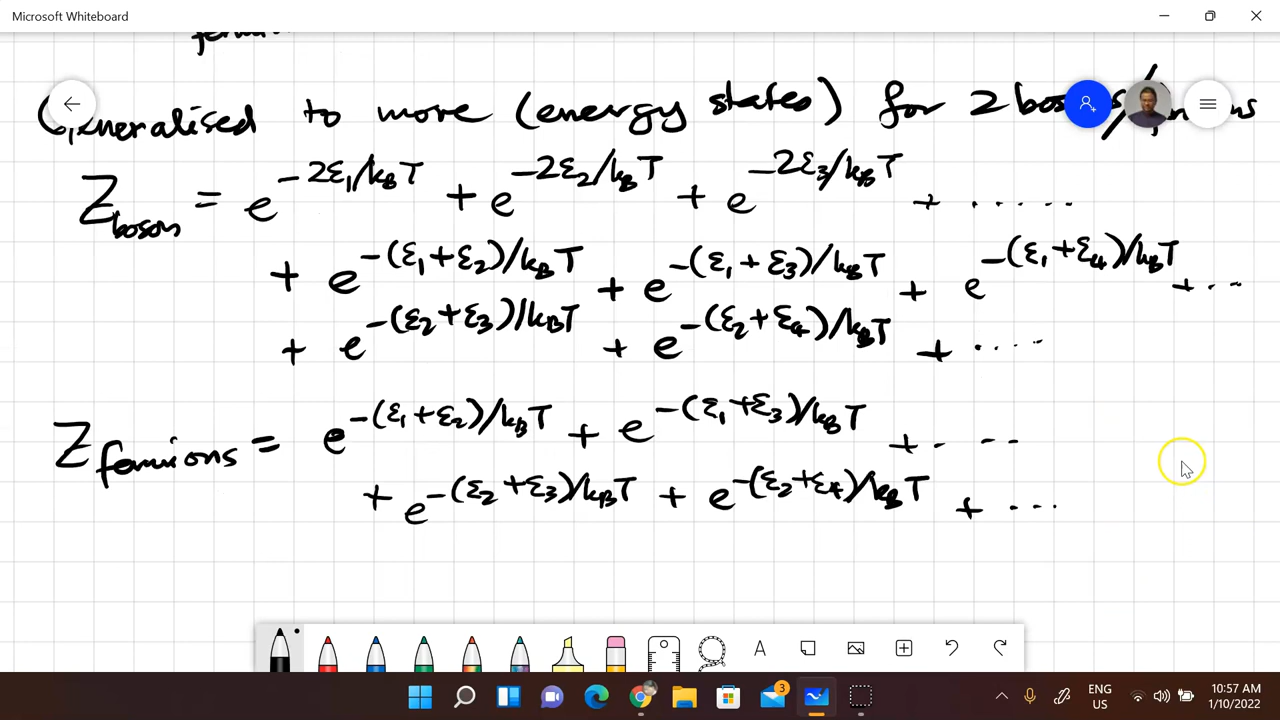 Microsoft Whiteboard
Generalised to more (energy states) for 2
Z_boson = e^{-2ε₁/k_BT} + e^{-2ε₂/k_BT} + e^{-2ε₃/k_BT} + .....
+ e^{-(ε₁+ε₂)/k_BT} + e^{-(ε₁+ε₃)/k_BT} + e^{-(ε₁+ε₄)/k_BT} + ...
+ e^{-(ε₂+ε₃)/k_BT} + e^{-(ε₂+ε₄)/k_BT} + .....
Z_fermions = e^{-(ε₁+ε₂)/k_BT} + e^{-(ε₁+ε₃)/k_BT} + ....
+ e^{-(ε₂+ε₃)/k_BT} + e^{-(ε₂+ε₄)/k_BT} + ...
A
3
ENG
US
10:57 AM
1/10/2022